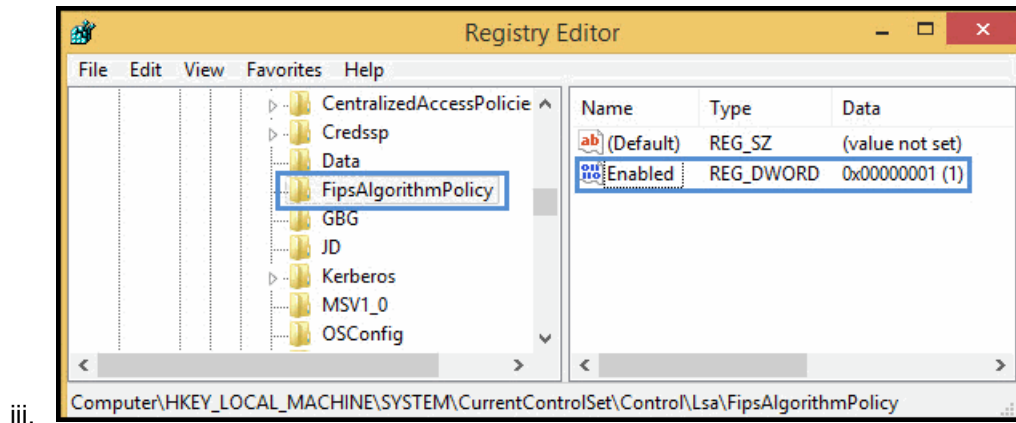 Registry Editor
File Edit View Favorites Help
CentralizedAccessPolicie
Credssp
Data
FipsAlgorithmPolicy
GBG
JD
Kerberos
MSV1_0
OSConfig
Name Type Data
ab (Default) REG_SZ (value not set)
Enabled REG_DWORD 0x00000001 (1)
Computer\HKEY_LOCAL_MACHINE\SYSTEM\CurrentControlSet\Control\Lsa\FipsAlgorithmPolicy
iii.